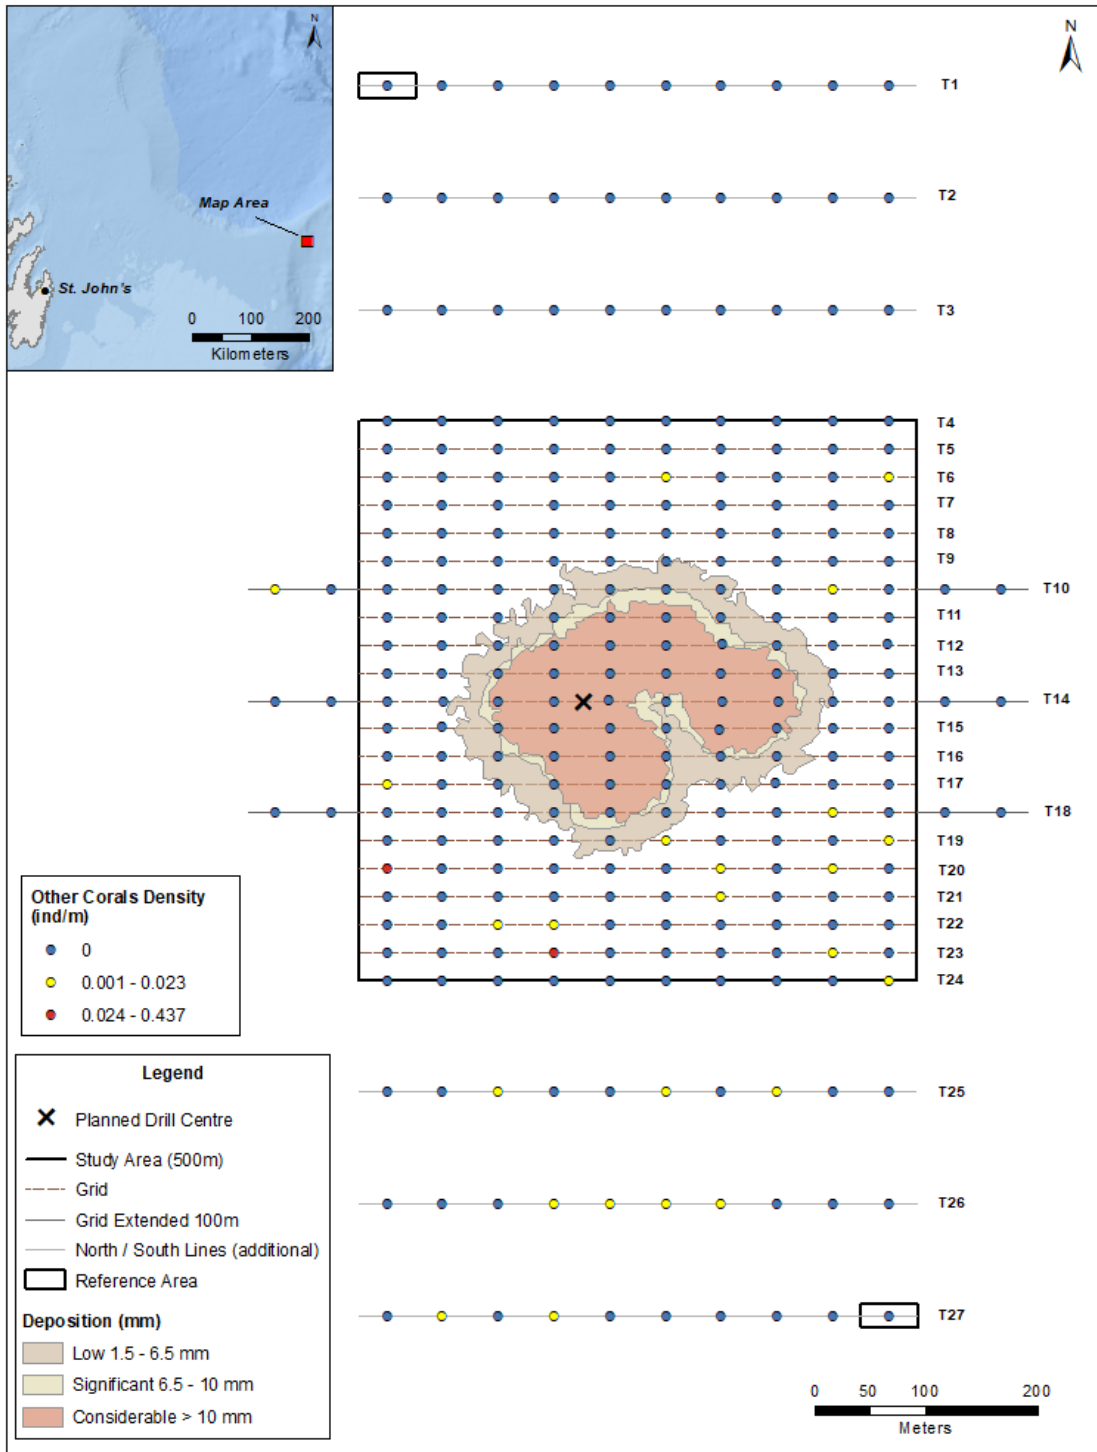 N
N
Map Area
St. John's
0 100 200
Kilometers
T1
T2
T3
T4
T5
T6
T7
T8
T9
T10
T11
T12
T13
T14
T15
T16
T17
T18
T19
T20
T21
T22
T23
T24
T25
T26
T27
Other Corals Density
(ind/m)
0
0.001 - 0.023
0.024 - 0.437
Legend
Planned Drill Centre
Study Area (500m)
Grid
Grid Extended 100m
North / South Lines (additional)
Reference Area
Deposition (mm)
Low 1.5 - 6.5 mm
Significant 6.5 - 10 mm
Considerable > 10 mm
0 50 100 200
Meters